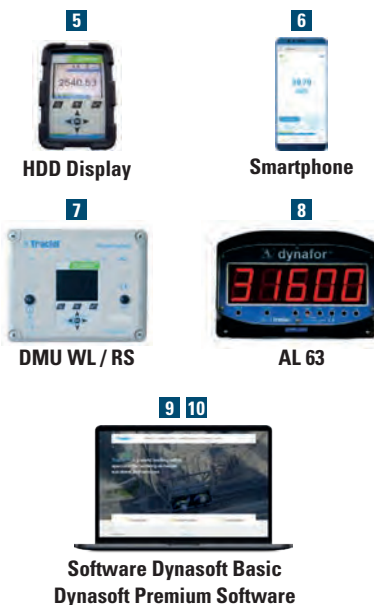 5
6
2540.53
HDD Display
Smartphone
7
8
Tractel
dynafor
31600
DMU WL / RS
AL 63
9 10
Software Dynasoft Basic
Dynasoft Premium Software